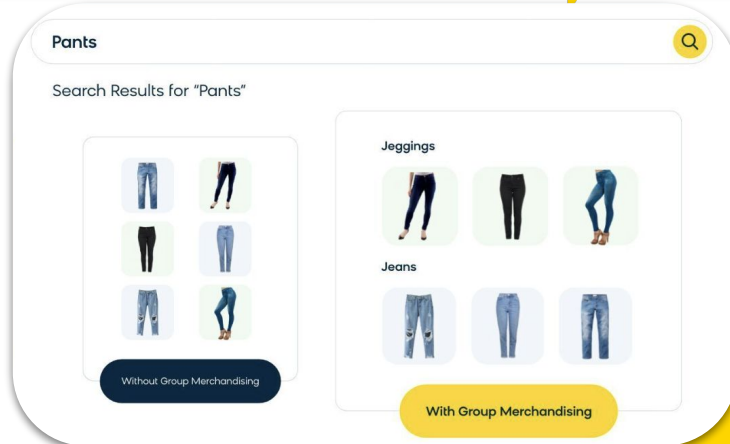 Pants
Search Results for "Pants"
Without Group Merchandising
Jeggings
Jeans
With Group Merchandising